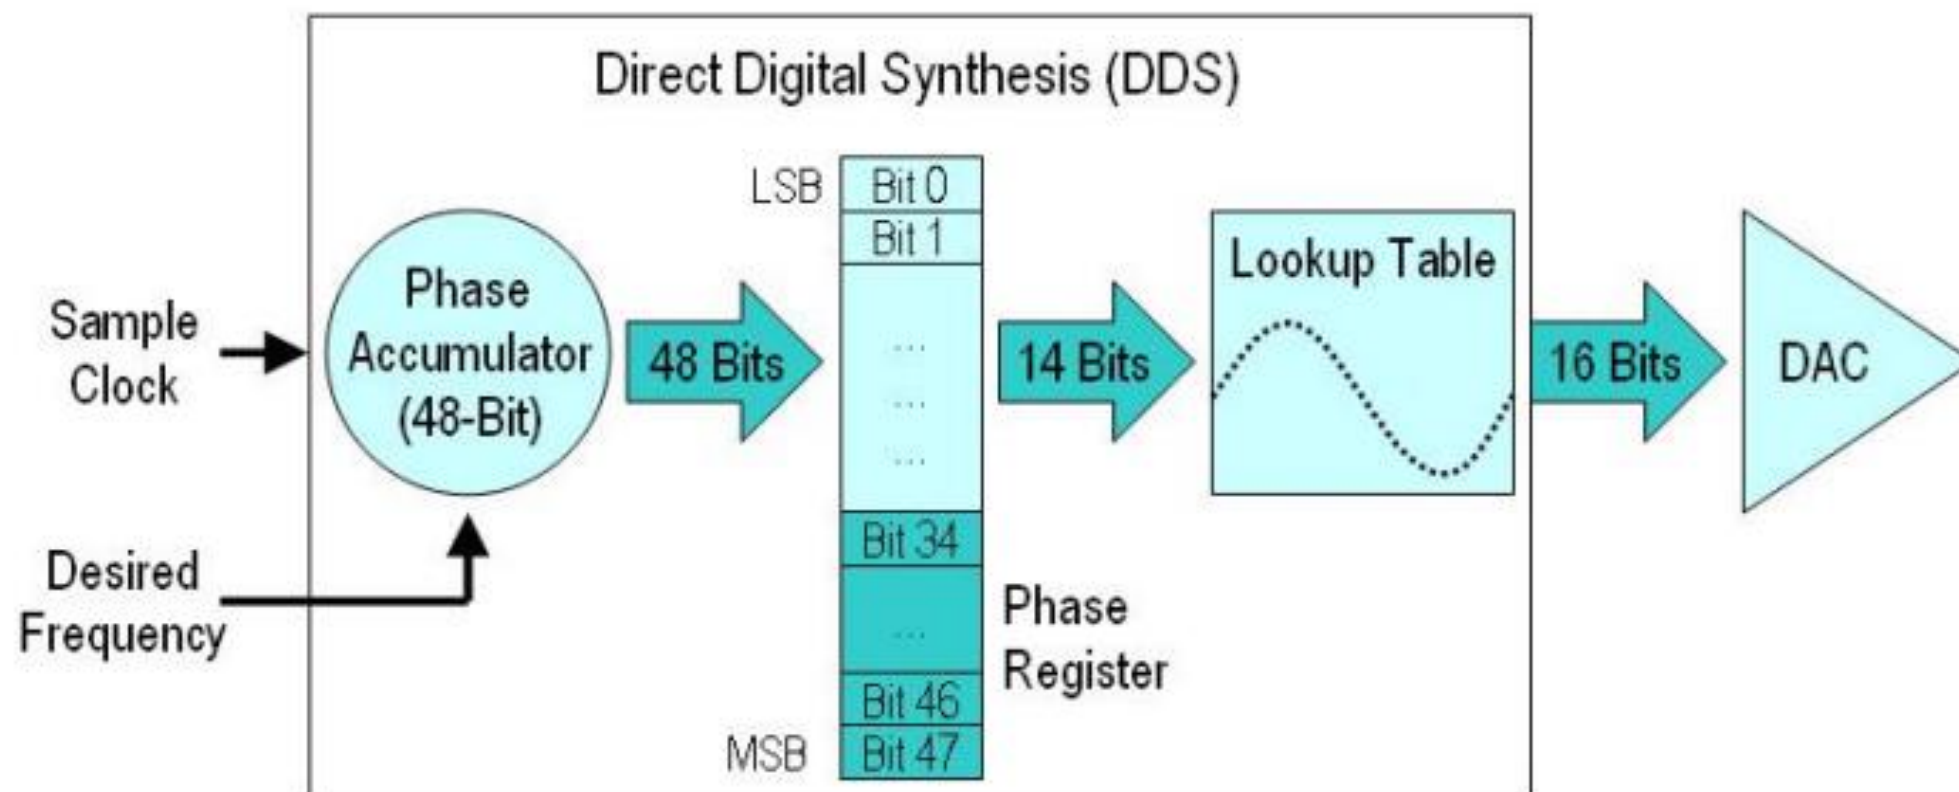 Direct Digital Synthesis (DDS)
Sample
Clock
Desired
Frequency
Phase
Accumulator
(48-Bit)
48 Bits
LSB
Bit 0
Bit 1
...
...
...
Bit 34
...
Bit 46
MSB
Bit 47
Phase
Register
14 Bits
Lookup Table
16 Bits
DAC